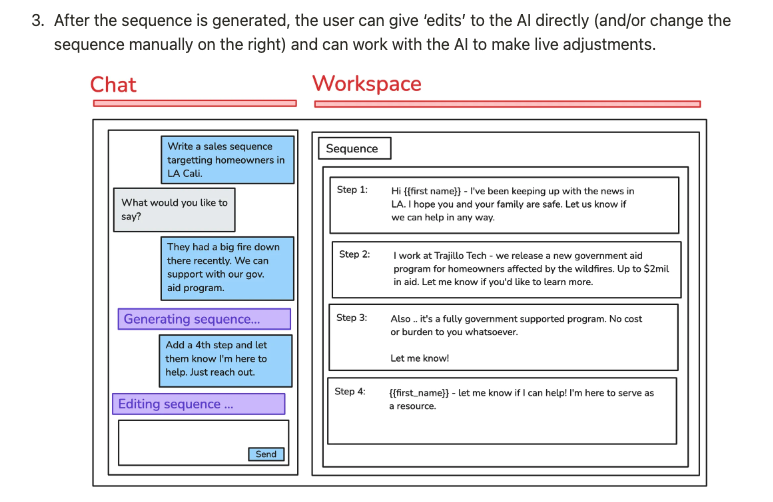 3. After the sequence is generated, the user can give ‘edits’ to the AI directly (and/or change the
sequence manually on the right) and can work with the AI to make live adjustments.
Chat
Workspace
Write a sales sequence
targetting homeowners in
LA Cali.
What would you like to
say?
They had a big fire down
there recently. We can
support with our gov.
aid program.
Generating sequence...
Add a 4th step and let
them know I'm here to
help. Just reach out.
Editing sequence ...
Send
Sequence
Step 1:
Hi {{first name}} - I've been keeping up with the news in
LA. I hope you and your family are safe. Let us know if
we can help in any way.
Step 2:
I work at Trajillo Tech - we release a new government aid
program for homeowners affected by the wildfires. Up to $2mil
in aid. Let me know if you'd like to learn more.
Step 3:
Also .. it's a fully government supported program. No cost
or burden to you whatsoever.
Let me know!
Step 4:
{{first_name}} - let me know if I can help! I'm here to serve as
a resource.